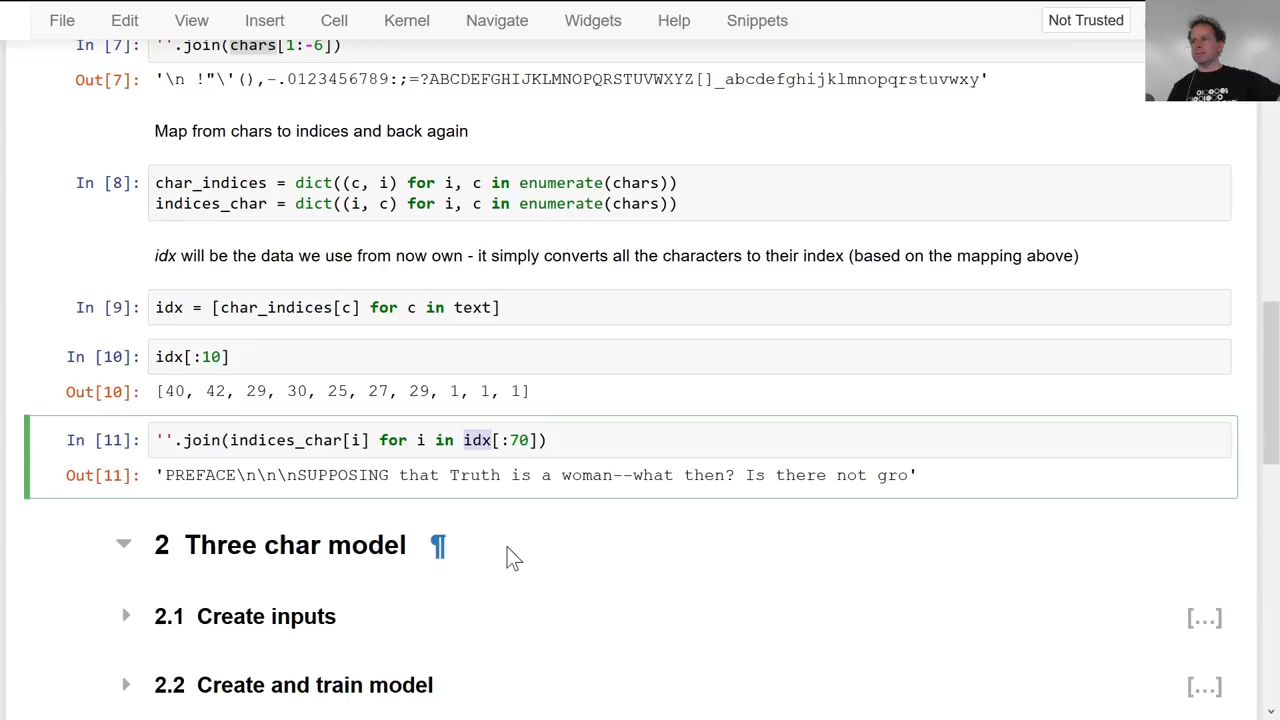 File Edit View Insert Cell Kernel Navigate Widgets Help Snippets Not Trusted
In [7]: ''.join(chars[1:-6])
Out[7]: '\n !"\'(),-.0123456789:;=?ABCDEFGHIJKLMNOPQRSTUVWXYZ[]_abcdefghijklmnopqrstuvwxy'
Map from chars to indices and back again
In [8]: char_indices = dict((c, i) for i, c in enumerate(chars))
indices_char = dict((i, c) for i, c in enumerate(chars))
idx will be the data we use from now own - it simply converts all the characters to their index (based on the mapping above)
In [9]: idx = [char_indices[c] for c in text]
In [10]: idx[:10]
Out[10]: [40, 42, 29, 30, 25, 27, 29, 1, 1, 1]
In [11]: ''.join(indices_char[i] for i in idx[:70])
Out[11]: 'PREFACE\n\n\nSUPPOSING that Truth is a woman--what then? Is there not gro'
2 Three char model ¶
2.1 Create inputs [...]
2.2 Create and train model [...]